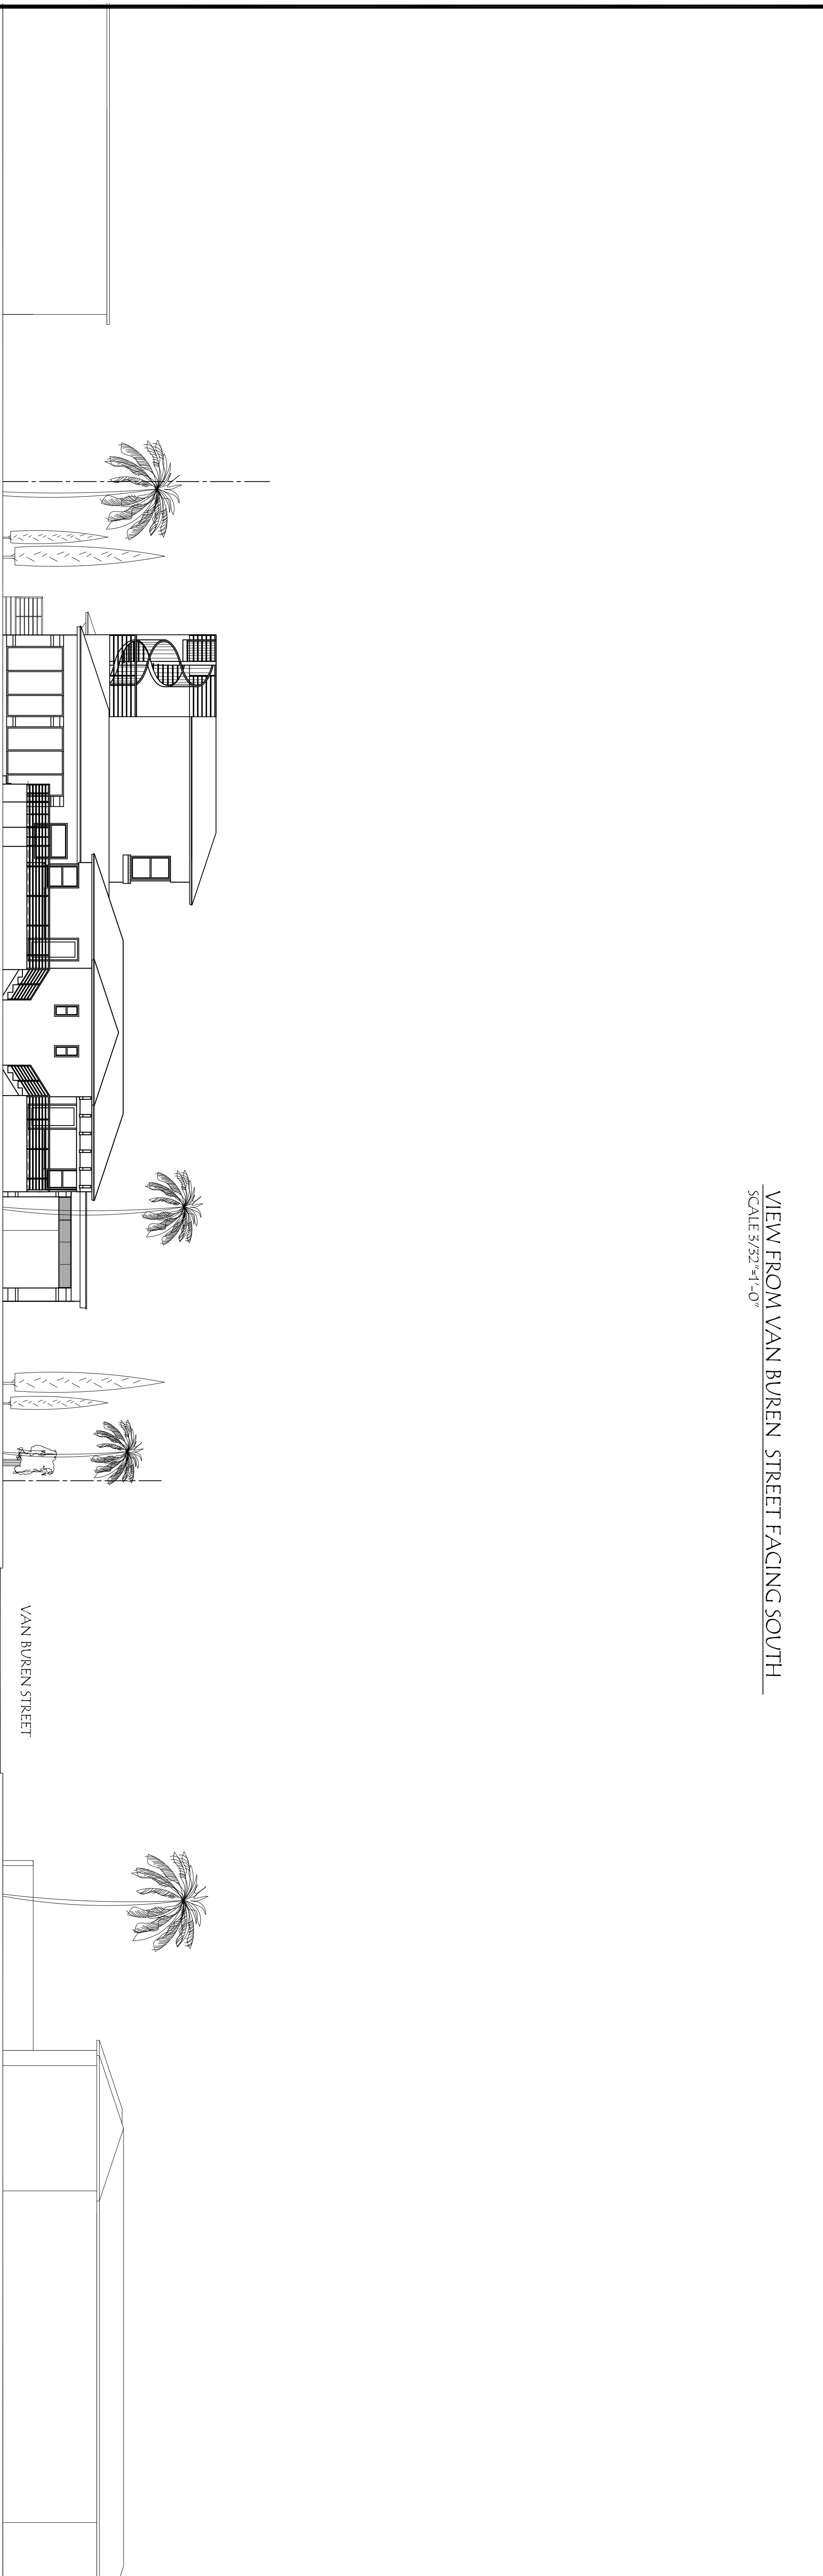 VIEW FROM VAN BUREN STREET FACING SOUTH
SCALE 3/32"=1'-0"
VAN BUREN STREET